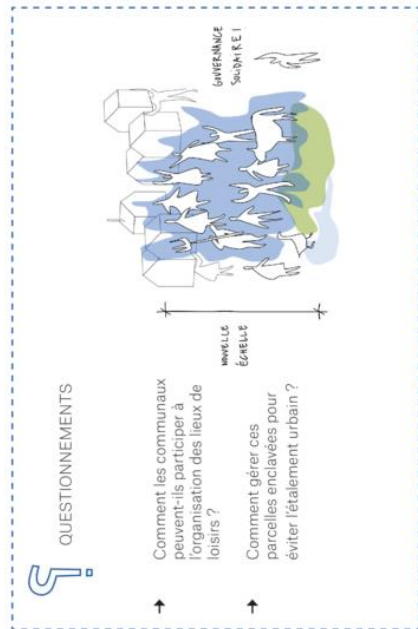 ?
QUESTIONNEMENTS
Comment les communaux
peuvent-ils participer à
l'organisation des lieux de
loisirs ?
Comment gérer ces
parcelles enclavées pour
éviter l'étalement urbain ?
NOUVELLE
ÉCHELLE
GOUVERNANCE
SOLIDAIRE !